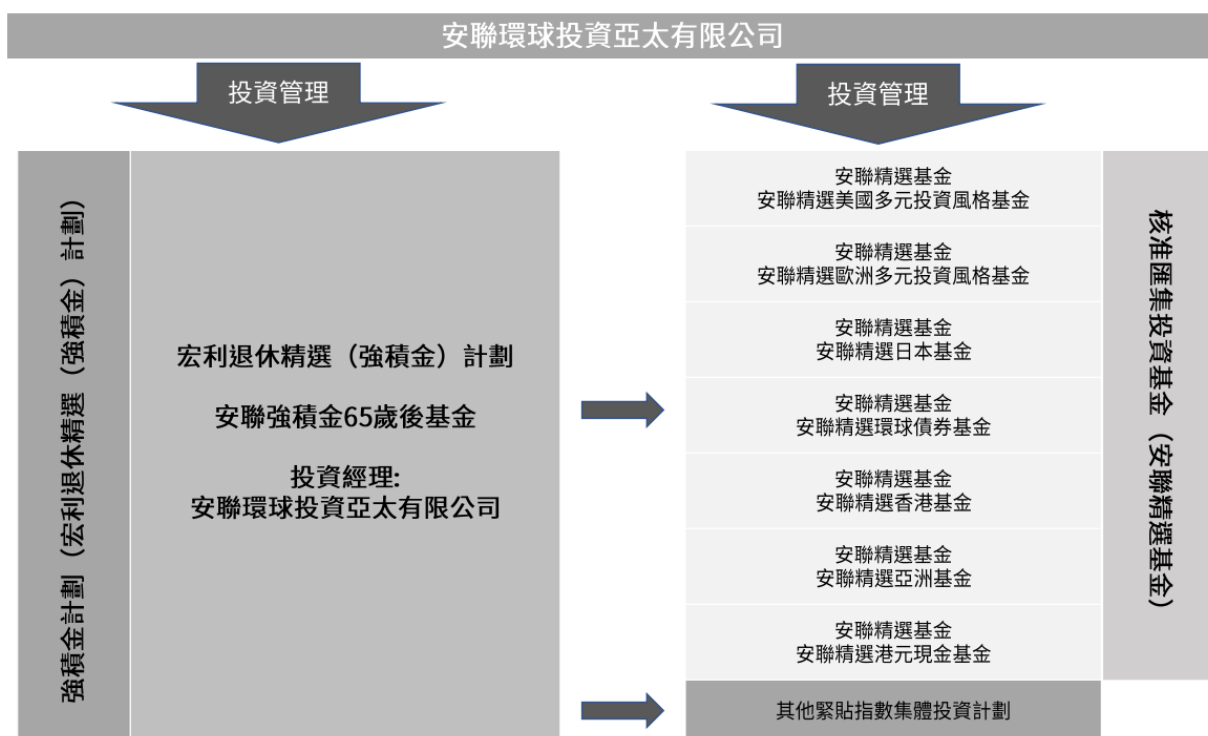 安聯環球投資亞太有限公司
投資管理
投資管理
強積金計劃（宏利退休精選（強積金）計劃）
宏利退休精選（強積金）計劃
安聯強積金65歲後基金
投資經理:
安聯環球投資亞太有限公司
安聯精選基金
安聯精選美國多元投資風格基金
安聯精選基金
安聯精選歐洲多元投資風格基金
安聯精選基金
安聯精選日本基金
安聯精選基金
安聯精選環球債券基金
安聯精選基金
安聯精選香港基金
安聯精選基金
安聯精選亞洲基金
安聯精選基金
安聯精選港元現金基金
其他緊貼指數集體投資計劃
核准匯集投資基金（安聯精選基金）